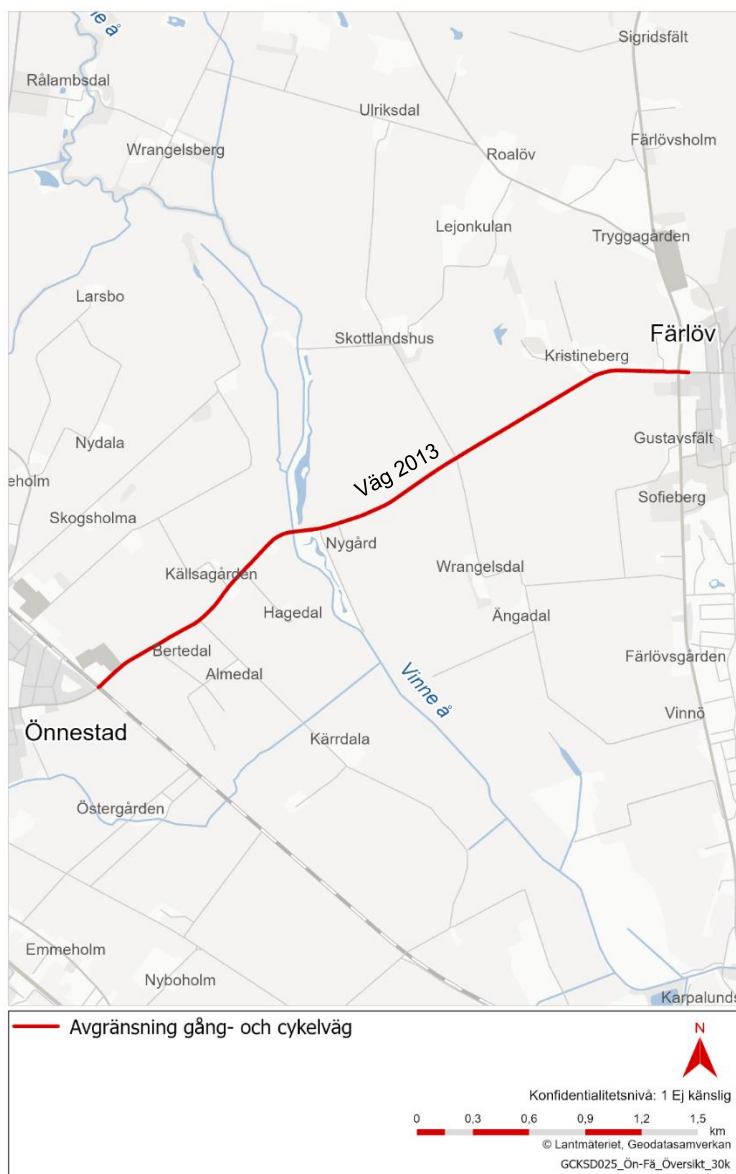 ne å
Sigridsfält
Rålambsdal
Ulriksdal
Wrangelsberg
Färlövsholm
Roalöv
Lejonkulan
Tryggagården
Larsbo
Skottlandshus
Färlöv
Kristineberg
Nydala
Gustavsfält
eholm
Väg 2013
Sofieberg
Skogsholma
Nygård
Källsagården
Wrangelsdal
Hagedal
Ängadal
Bertedal
Färlövsgården
Almedal
Vinne å
Vinnö
Önnestad
Kärrdala
Östergården
Emmeholm
Nyboholm
Karpalunds
Avgränsning gång- och cykelväg
N
Konfidentialitetsnivå: 1 Ej känslig
0 0,3 0,6 0,9 1,2 1,5
km
© Lantmäteriet, Geodatasamverkan
GCKSD025_Ön-Fä_Översikt_30k